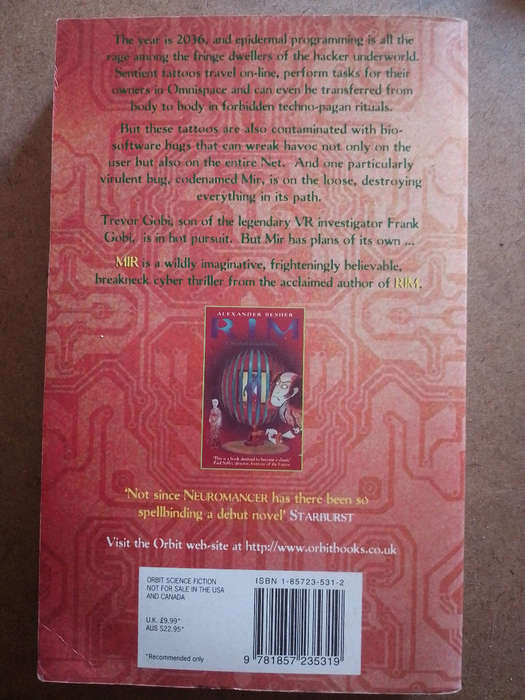 The year is 2036, and epidermal programming is all the
rage among the fringe dwellers of the hacker underworld.
Sentient tattoos travel on-line, perform tasks for their
owners in Omnispace and can even be transferred from
body to body in forbidden techno-pagan rituals.
But these tattoos are also contaminated with bio-
software bugs that can wreak havoc not only on the
user but also on the entire Net. And one particularly
virulent bug, codenamed Mir, is on the loose, destroying
everything in its path.
Trevor Gobi, son of the legendary VR investigator Frank
Gobi, is in hot pursuit. But Mir has plans of its own ...
MIR is a wildly imaginative, frighteningly believable,
breakneck cyber thriller from the acclaimed author of RIM.
ALEXANDER BESHER
RIM
'This is a book destined to become a classic'
'Not since NEUROMANCER has there been so
spellbinding a debut novel' STARBURST
Visit the Orbit web-site at http://www.orbitbooks.co.uk
ORBIT SCIENCE FICTION
NOT FOR SALE IN THE USA
AND CANADA
U.K. £9.99*
AUS $22.95*
*Recommended only
ISBN 1-85723-531-2
9 781857 235319